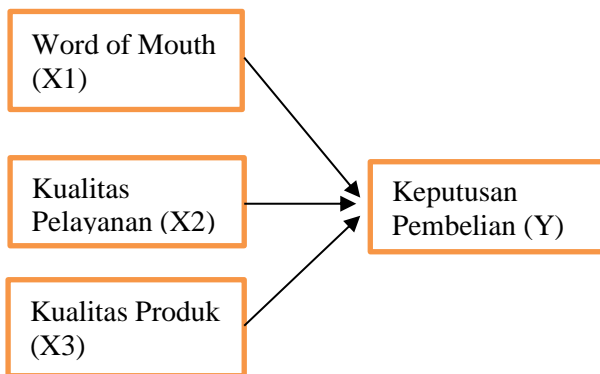 Word of Mouth
(X1)
Kualitas
Pelayanan (X2)
Keputusan
Pembelian (Y)
Kualitas Produk
(X3)